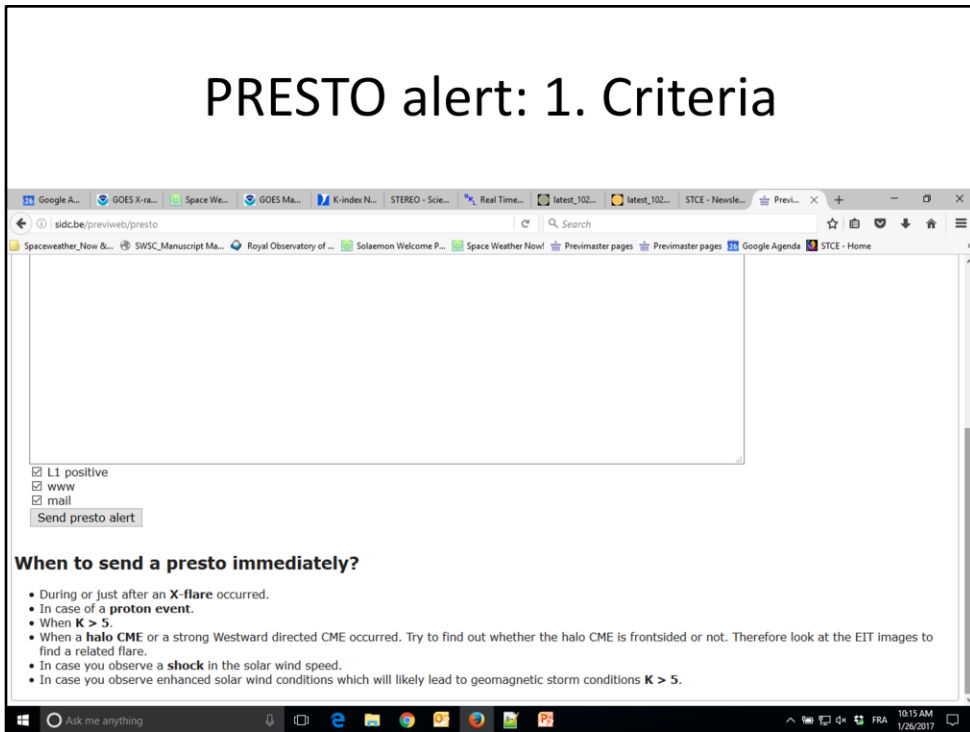 PRESTO alert: 1. Criteria
26 Google A... GOES X-ra... Space We... GOES Ma... K-index N... STEREO - Scie... Real Time... latest_102... latest_102... STCE - Newsle... Previ...
sidc.be/previweb/presto Search
Spaceweather_Now &... SWSC_Manuscript Ma... Royal Observatory of ... Solaemon Welcome P... Space Weather Now! Previmaster pages Previmaster pages 26 Google Agenda STCE - Home
L1 positive
www
mail
Send presto alert
When to send a presto immediately?
• During or just after an X-flare occurred.
• In case of a proton event.
• When K > 5.
• When a halo CME or a strong Westward directed CME occurred. Try to find out whether the halo CME is frontsided or not. Therefore look at the EIT images to
find a related flare.
• In case you observe a shock in the solar wind speed.
• In case you observe enhanced solar wind conditions which will likely lead to geomagnetic storm conditions K > 5.
Ask me anything FRA 10:15 AM
1/26/2017